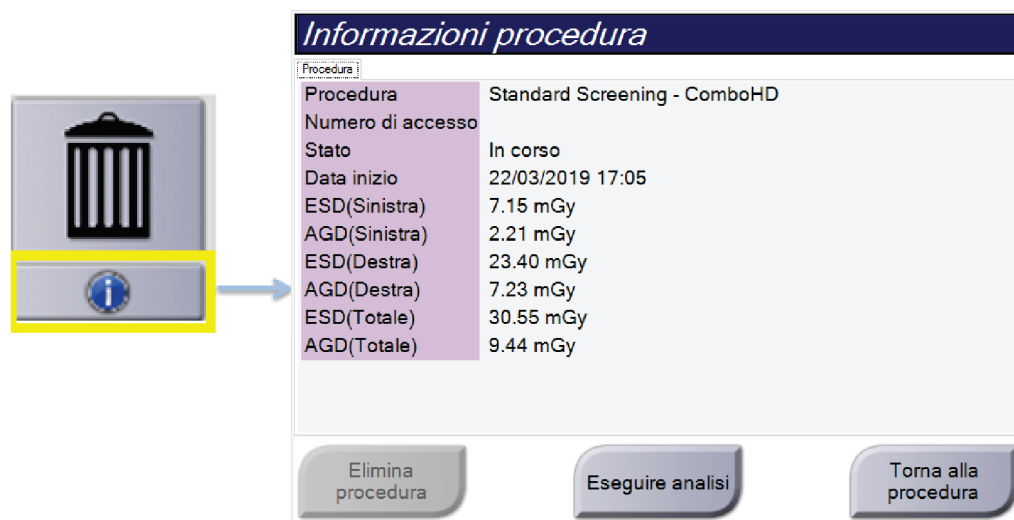 Informazioni procedura
Procedura
Procedura Standard Screening - ComboHD
Numero di accesso
Stato In corso
Data inizio 22/03/2019 17:05
ESD(Sinistra) 7.15 mGy
AGD(Sinistra) 2.21 mGy
ESD(Destra) 23.40 mGy
AGD(Destra) 7.23 mGy
ESD(Totale) 30.55 mGy
AGD(Totale) 9.44 mGy
Elimina
procedura
Eseguire analisi
Torna alla
procedura